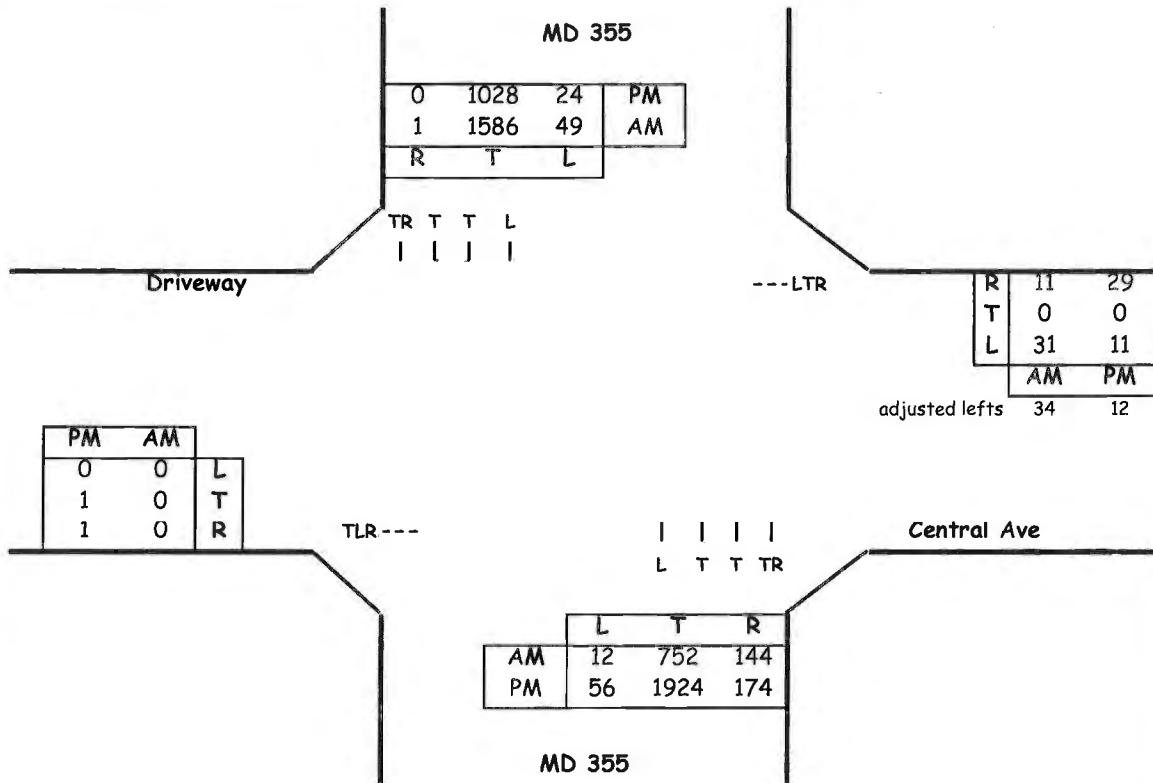 MD 355
0 1028 24 PM
1 1586 49 AM
R T L
TR T T L
Driveway
---LTR
R 11 29
T 0 0
L 31 11
AM PM
adjusted lefts 34 12
PM AM
0 0 L
1 0 T
1 0 R
TLR---
Central Ave
L T T TR
L T R
AM 12 752 144
PM 56 1924 174
MD 355